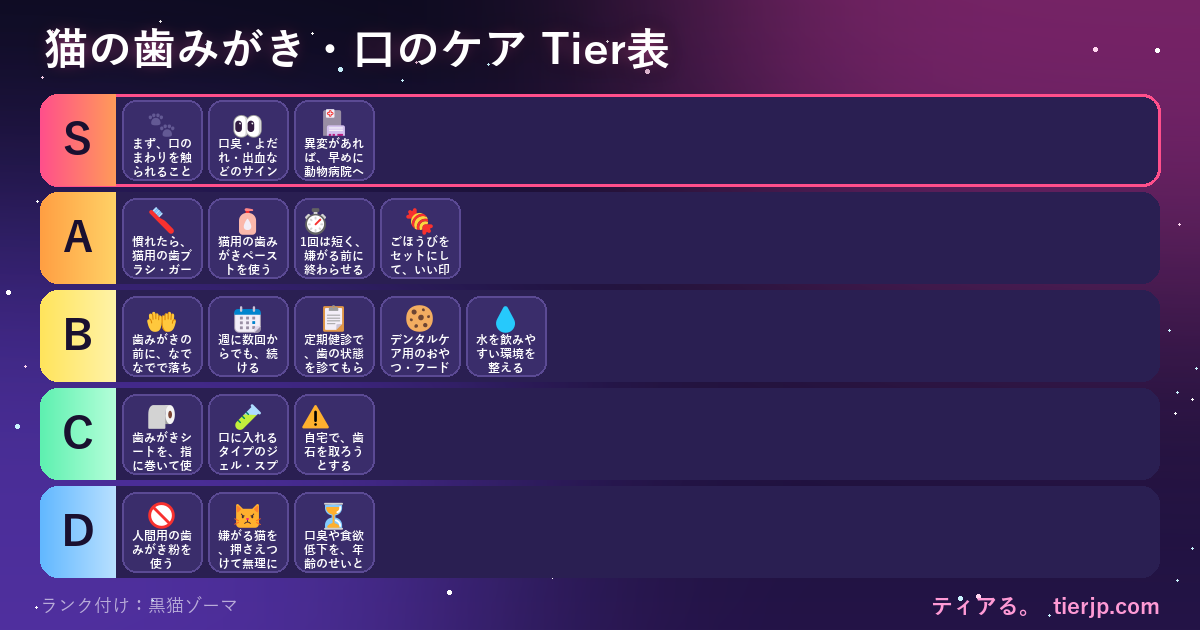 猫の歯みがき・口のケア Tier表
S
まず、口の
まわりを触
られること
口臭・よだ
れ・出血な
どのサイン
異変があれ
ば、早めに
動物病院へ
A
慣れたら、
猫用の歯ブ
ラシ・ガー
猫用の歯み
がきペース
トを使う
1回は短く、
嫌がる前に
終わらせる
ごほうびを
セットにし
て、いい印
B
歯みがきの
前に、なで
なでで落ち
週に数回か
らでも、続
ける
定期健診で
、歯の状態
を診てもら
デンタルケ
ア用のおや
つ・フード
水を飲みや
すい環境を
整える
C
歯みがきシ
ートを、指
に巻いて使
口に入れる
タイプのジ
ェル・スプ
自宅で、歯
石を取ろう
とする
D
人間用の歯
みがき粉を
使う
嫌がる猫を
、押さえつ
けて無理に
口臭や食欲
低下を、年
齢のせいと
ランク付け：黒猫ゾーマ
ティアる。 tierjp.com